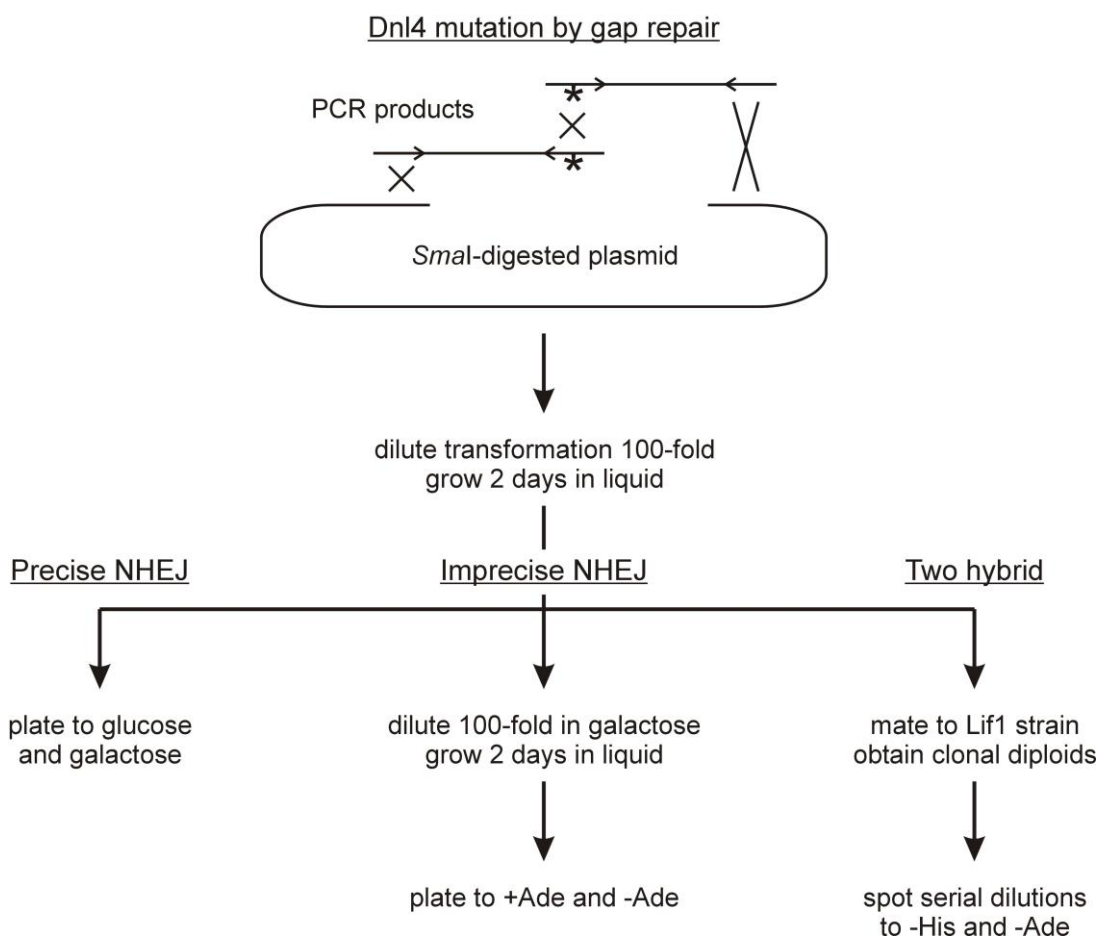 Dnl4 mutation by gap repair
PCR products
*
*
SmaI-digested plasmid
dilute transformation 100-fold
grow 2 days in liquid
Precise NHEJ
Imprecise NHEJ
Two hybrid
plate to glucose
and galactose
dilute 100-fold in galactose
grow 2 days in liquid
mate to Lif1 strain
obtain clonal diploids
plate to +Ade and -Ade
spot serial dilutions
to -His and -Ade